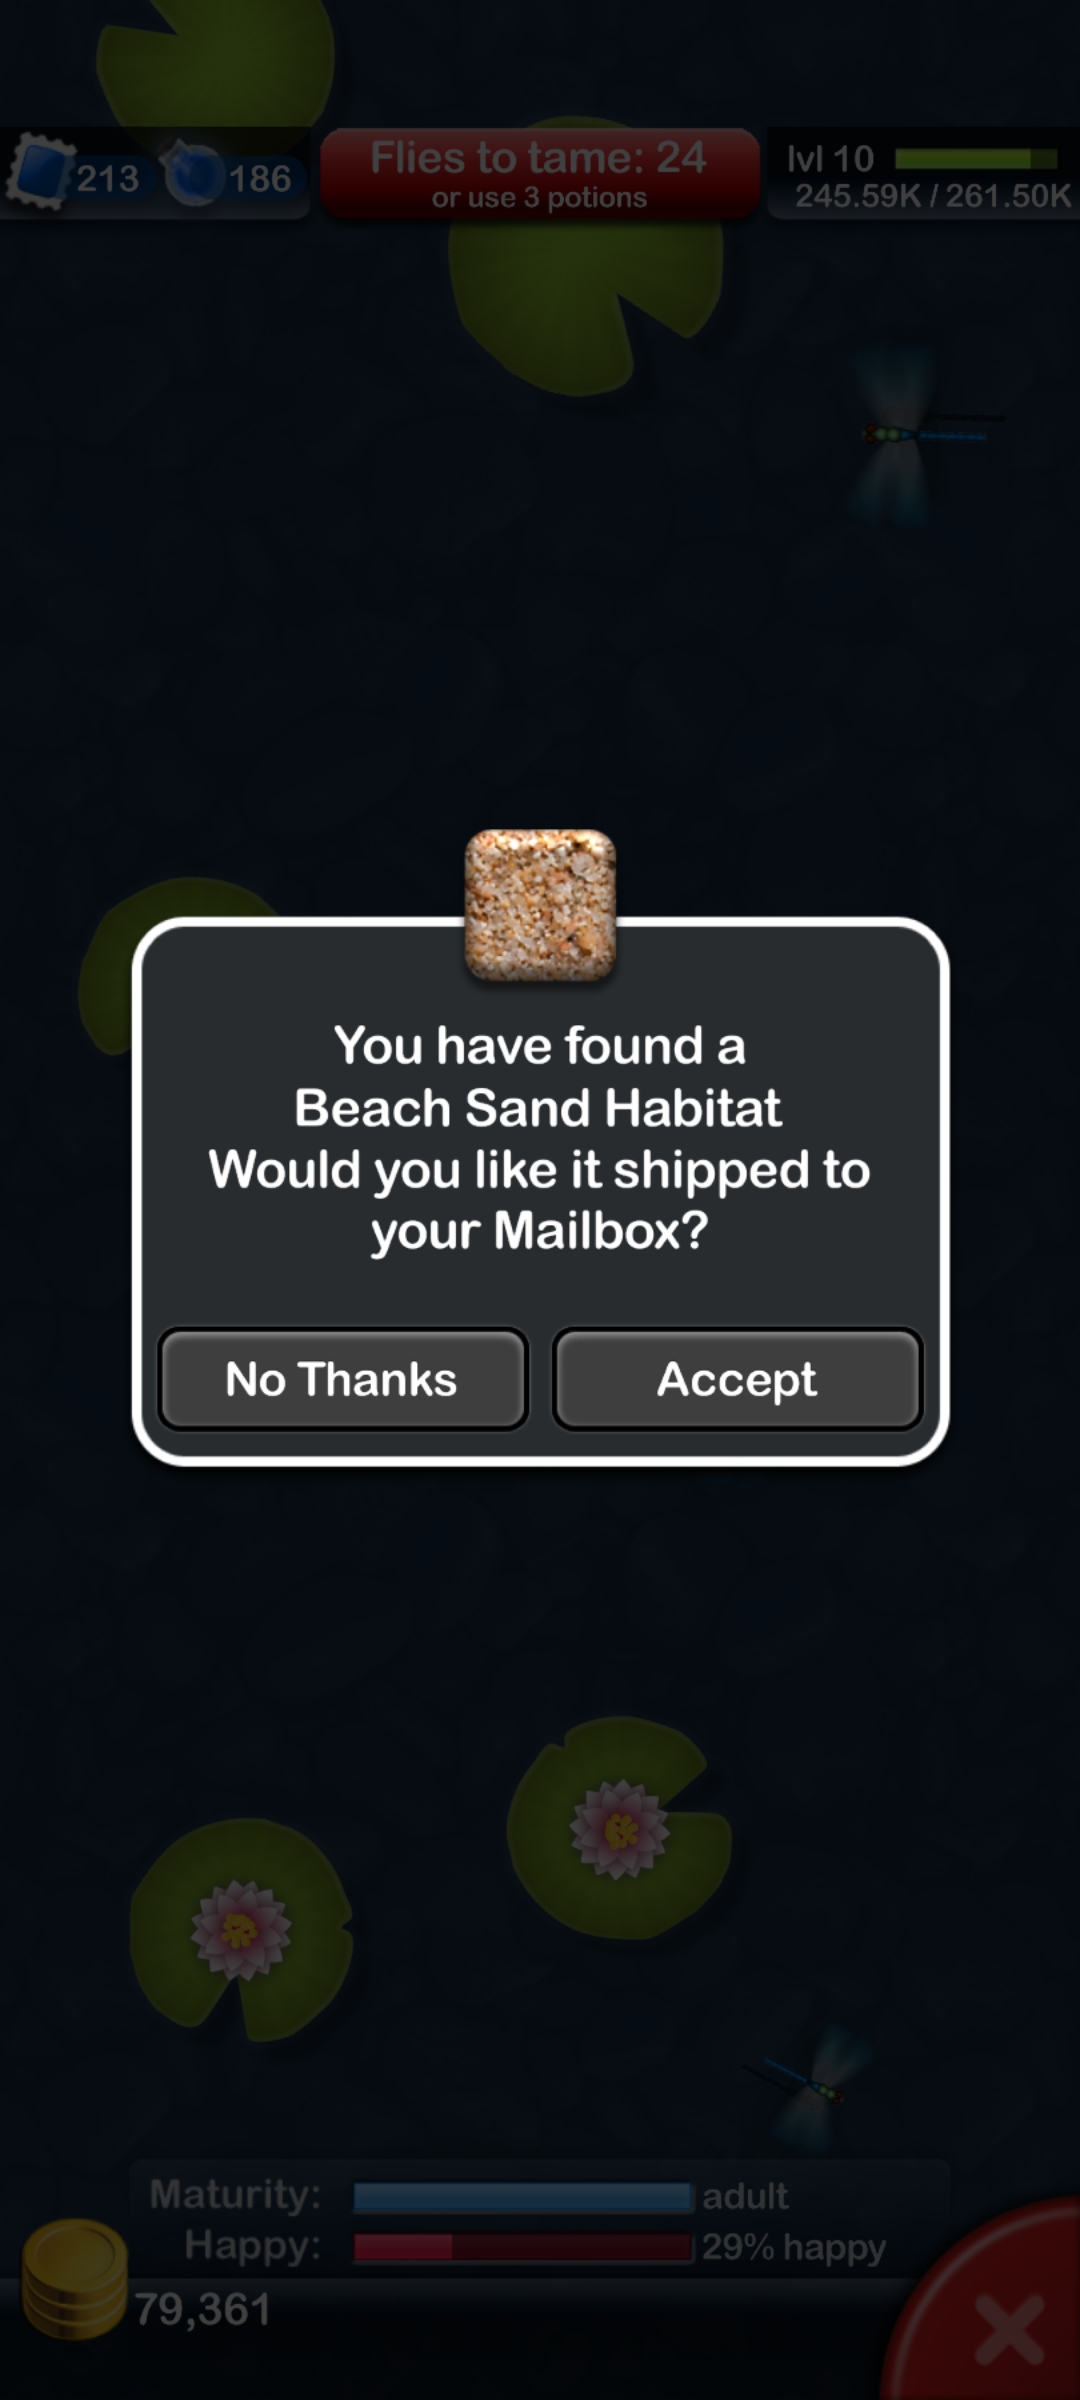 213
186
Flies to tame: 24
or use 3 potions
lvl 10
245.59K / 261.50K
You have found a
Beach Sand Habitat
Would you like it shipped to
your Mailbox?
No Thanks
Accept
Maturity:
adult
Happy:
29% happy
79,361